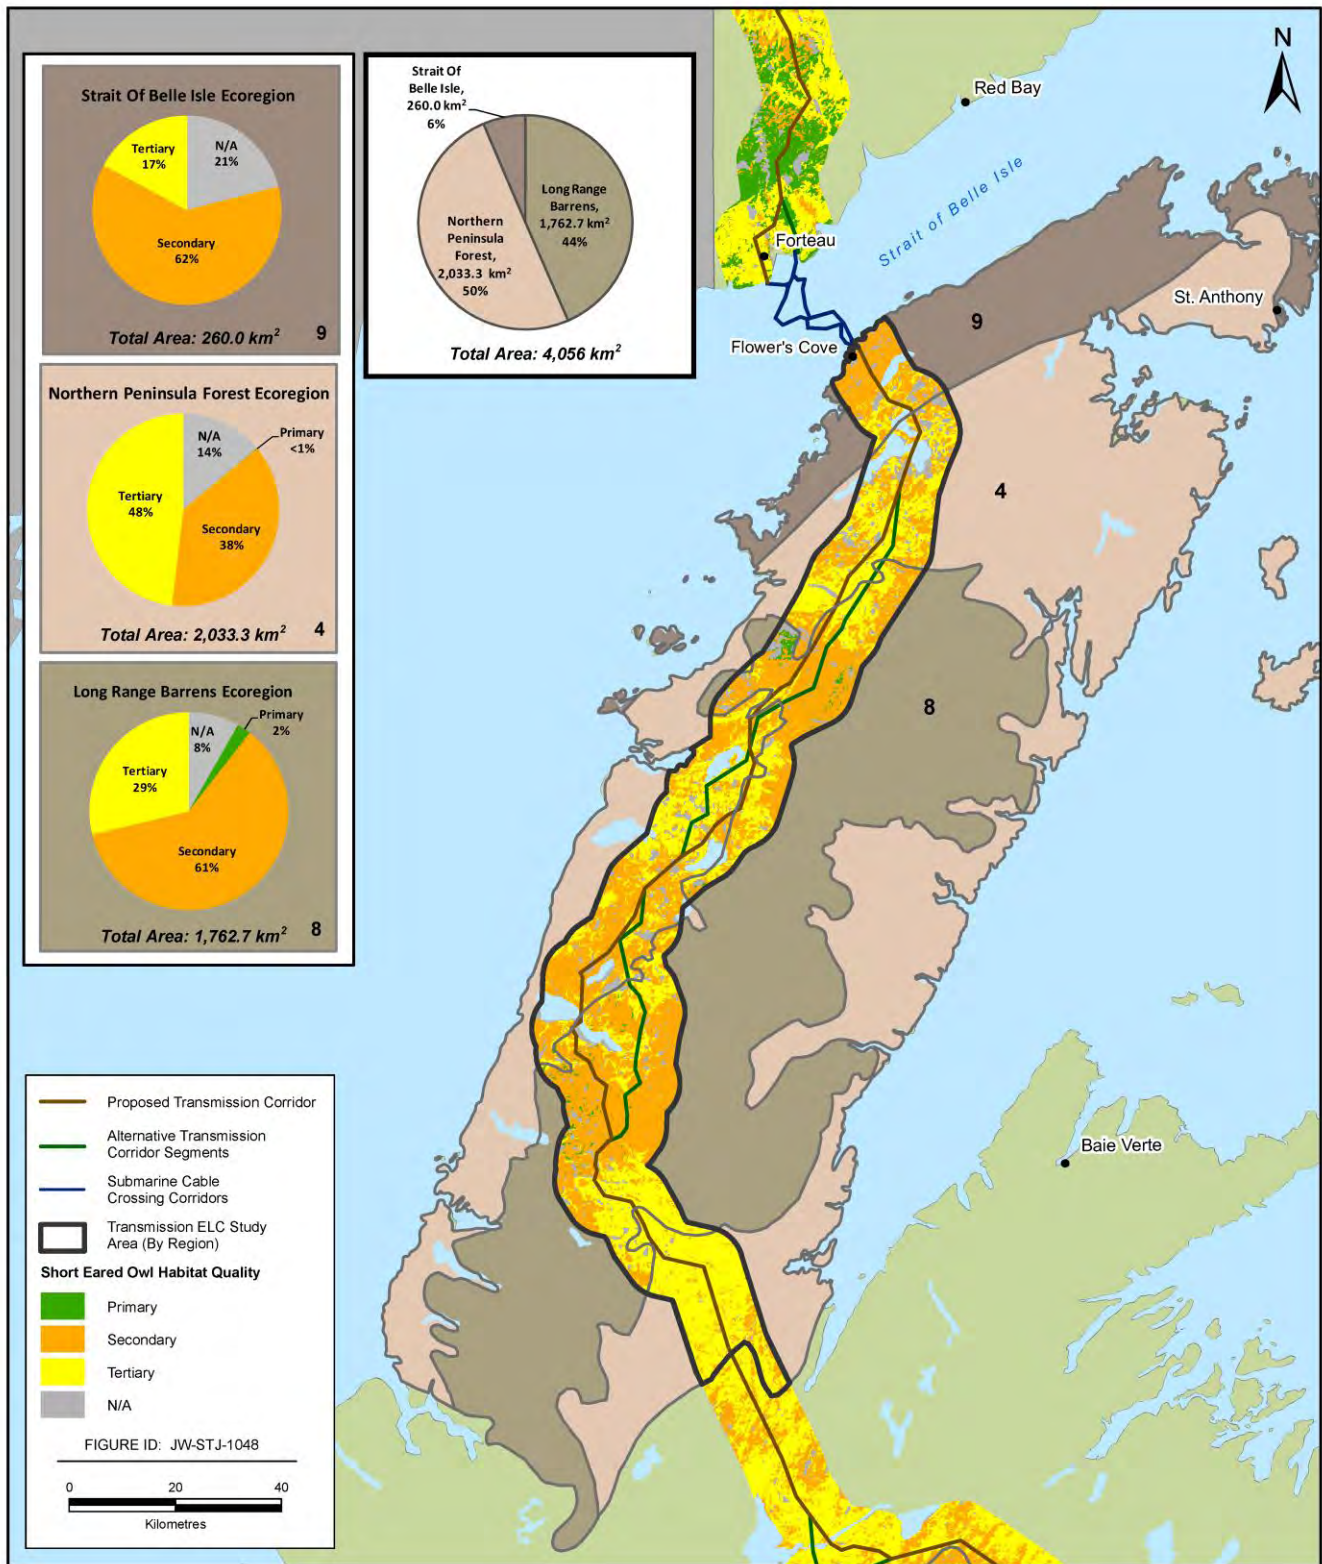 Strait Of Belle Isle Ecoregion
N/A
21%
Tertiary
17%
Secondary
62%
Total Area: 260.0 km²
9
Northern Peninsula Forest Ecoregion
N/A
14%
Primary
<1%
Tertiary
48%
Secondary
38%
Total Area: 2,033.3 km²
4
Long Range Barrens Ecoregion
Primary
2%
N/A
8%
Tertiary
29%
Secondary
61%
Total Area: 1,762.7 km²
8
Strait Of
Belle Isle,
260.0 km²
6%
Long Range
Barrens,
1,762.7 km²
44%
Northern
Peninsula
Forest,
2,033.3 km²
50%
Total Area: 4,056 km²
N
Red Bay
Strait of Belle Isle
Forteau
St. Anthony
9
Flower's Cove
4
8
Baie Verte
Proposed Transmission Corridor
Alternative Transmission
Corridor Segments
Submarine Cable
Crossing Corridors
Transmission ELC Study
Area (By Region)
Short Eared Owl Habitat Quality
Primary
Secondary
Tertiary
N/A
FIGURE ID: JW-STJ-1048
0 20 40
Kilometres